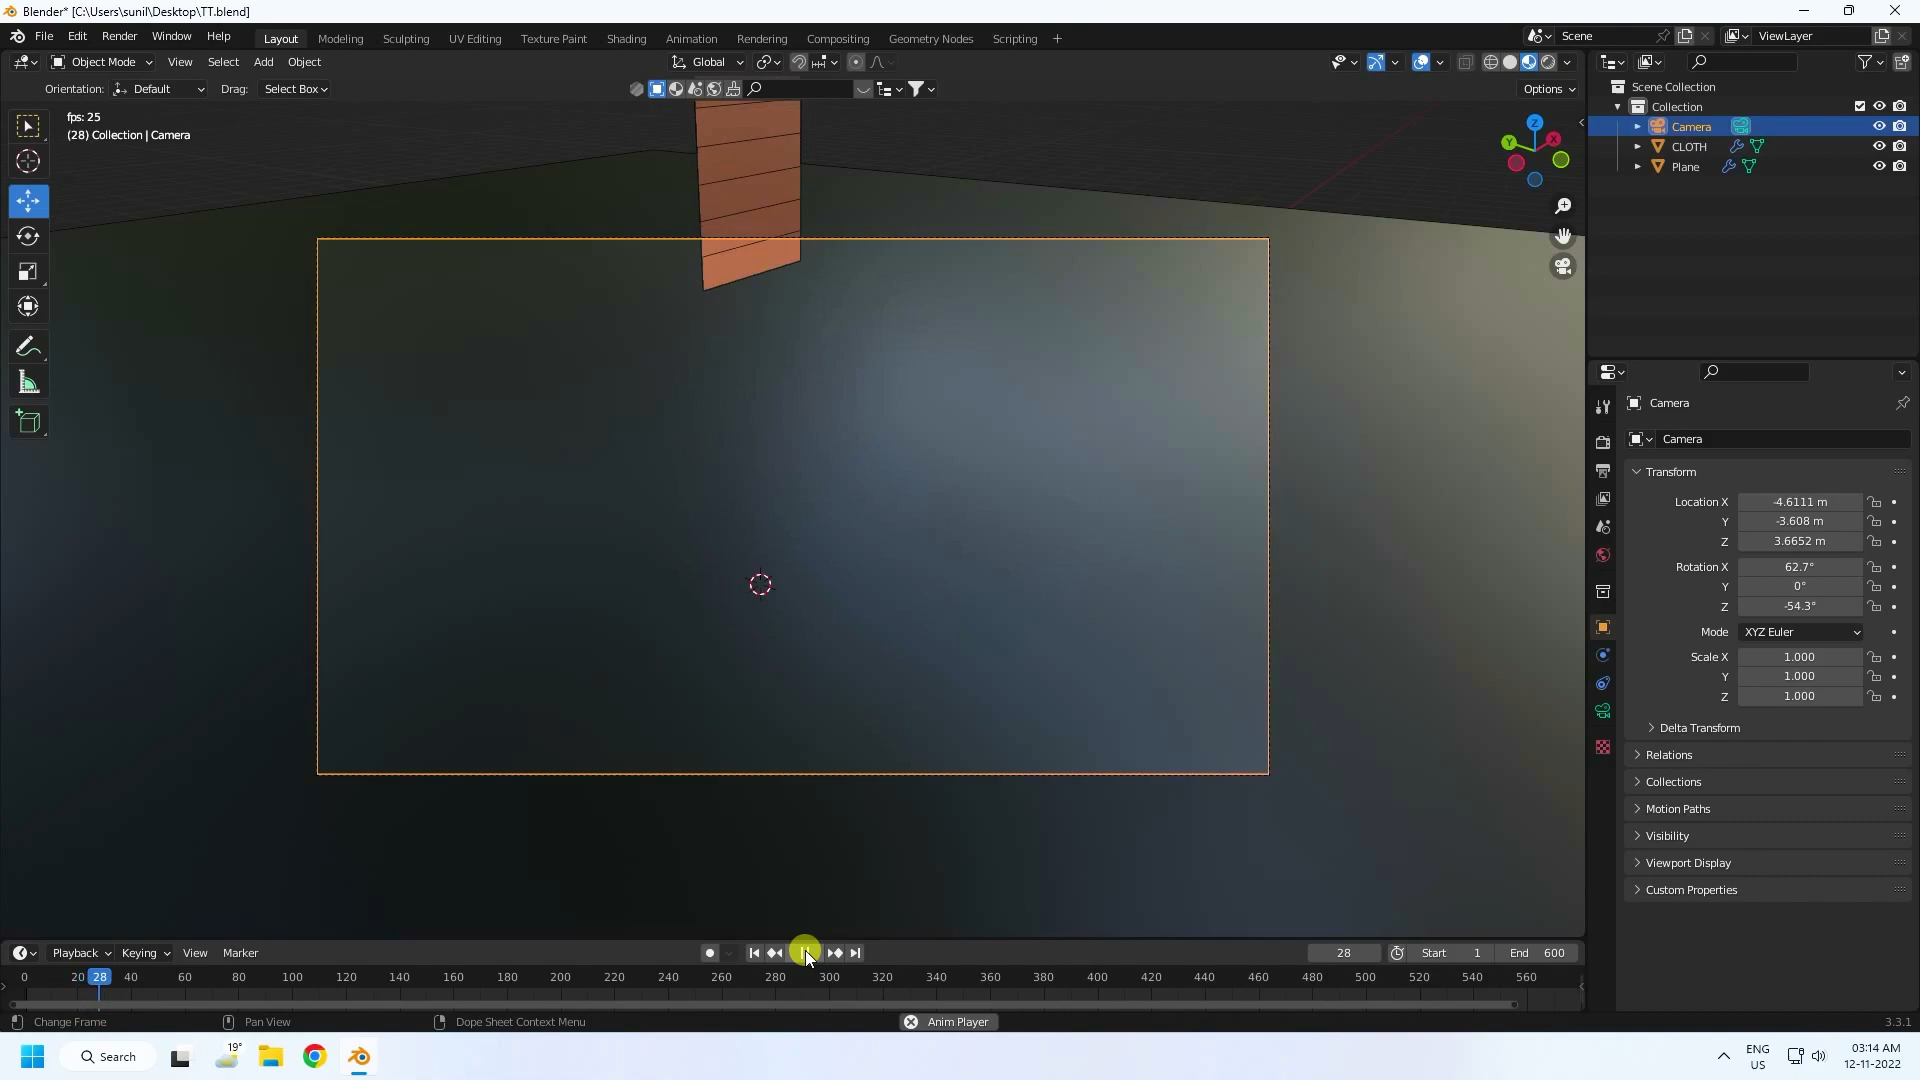 Blender* [C:\Users\sunil\Desktop\TT.blend]
File Edit Render Window Help Layout Modeling Sculpting UV Editing Texture Paint Shading Animation Rendering Compositing Geometry Nodes Scripting + Scene ViewLayer
Object Mode View Select Add Object Global
Orientation: Default Drag: Select Box Options
fps: 25
(28) Collection | Camera
Z
X
Y
Scene Collection
Collection
Camera
CLOTH
Plane
Camera
Camera
Transform
Location X -4.6111 m
Y -3.608 m
Z 3.6652 m
Rotation X 62.7°
Y 0°
Z -54.3°
Mode XYZ Euler
Scale X 1.000
Y 1.000
Z 1.000
Delta Transform
Relations
Collections
Motion Paths
Visibility
Viewport Display
Custom Properties
Playback Keying View Marker 28 Start 1 End 600
0 20 28 40 60 80 100 120 140 160 180 200 220 240 260 280 300 320 340 360 380 400 420 440 460 480 500 520 540 560
Change Frame Pan View Dope Sheet Context Menu Anim Player 3.3.1
Search 19° ENG US 03:14 AM 12-11-2022